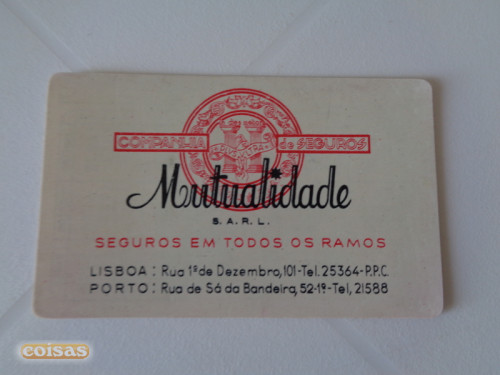 COMPANHIA de SEGUROS
Mutualidade
S.A.R.L.
SEGUROS EM TODOS OS RAMOS
LISBOA: Rua 1º de Dezembro, 101-Tel. 25364-P.P.C.
PORTO: Rua de Sá da Bandeira, 52-1º-Tel, 21588
coisas